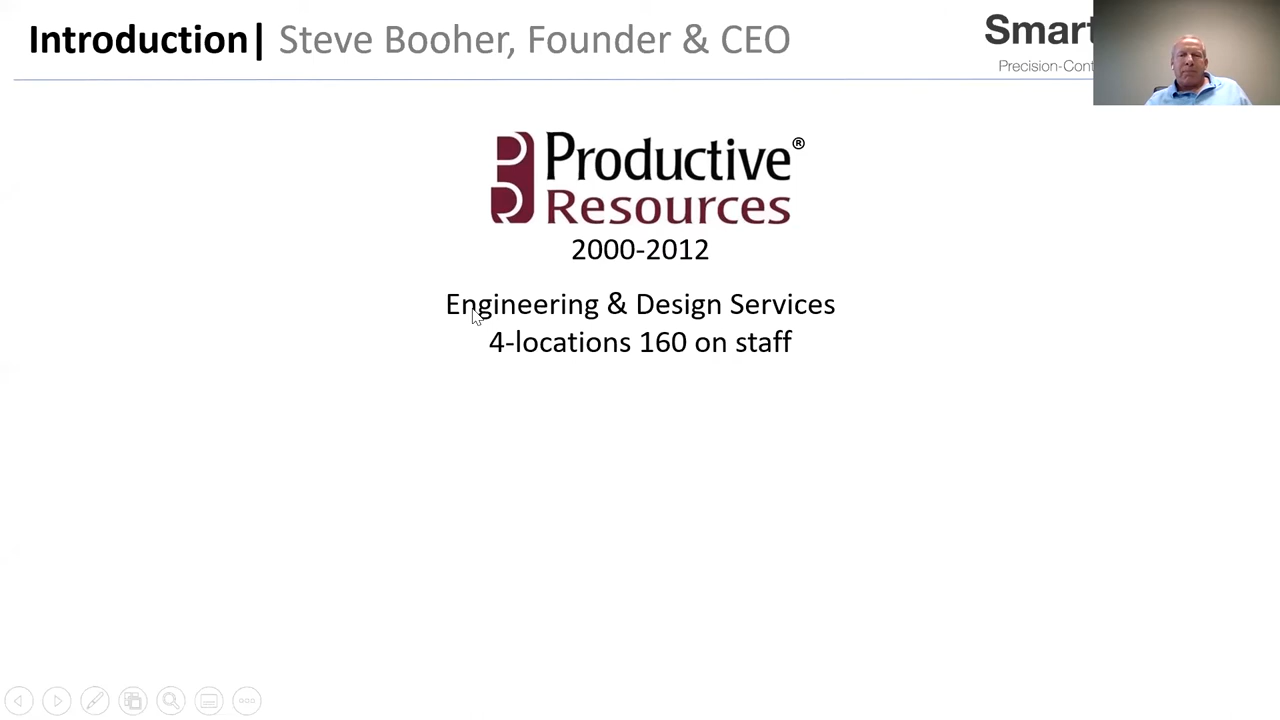 Introduction| Steve Booher, Founder & CEO
Smart
Precision-Cont
Productive®
Resources
2000-2012
Engineering & Design Services
4-locations 160 on staff